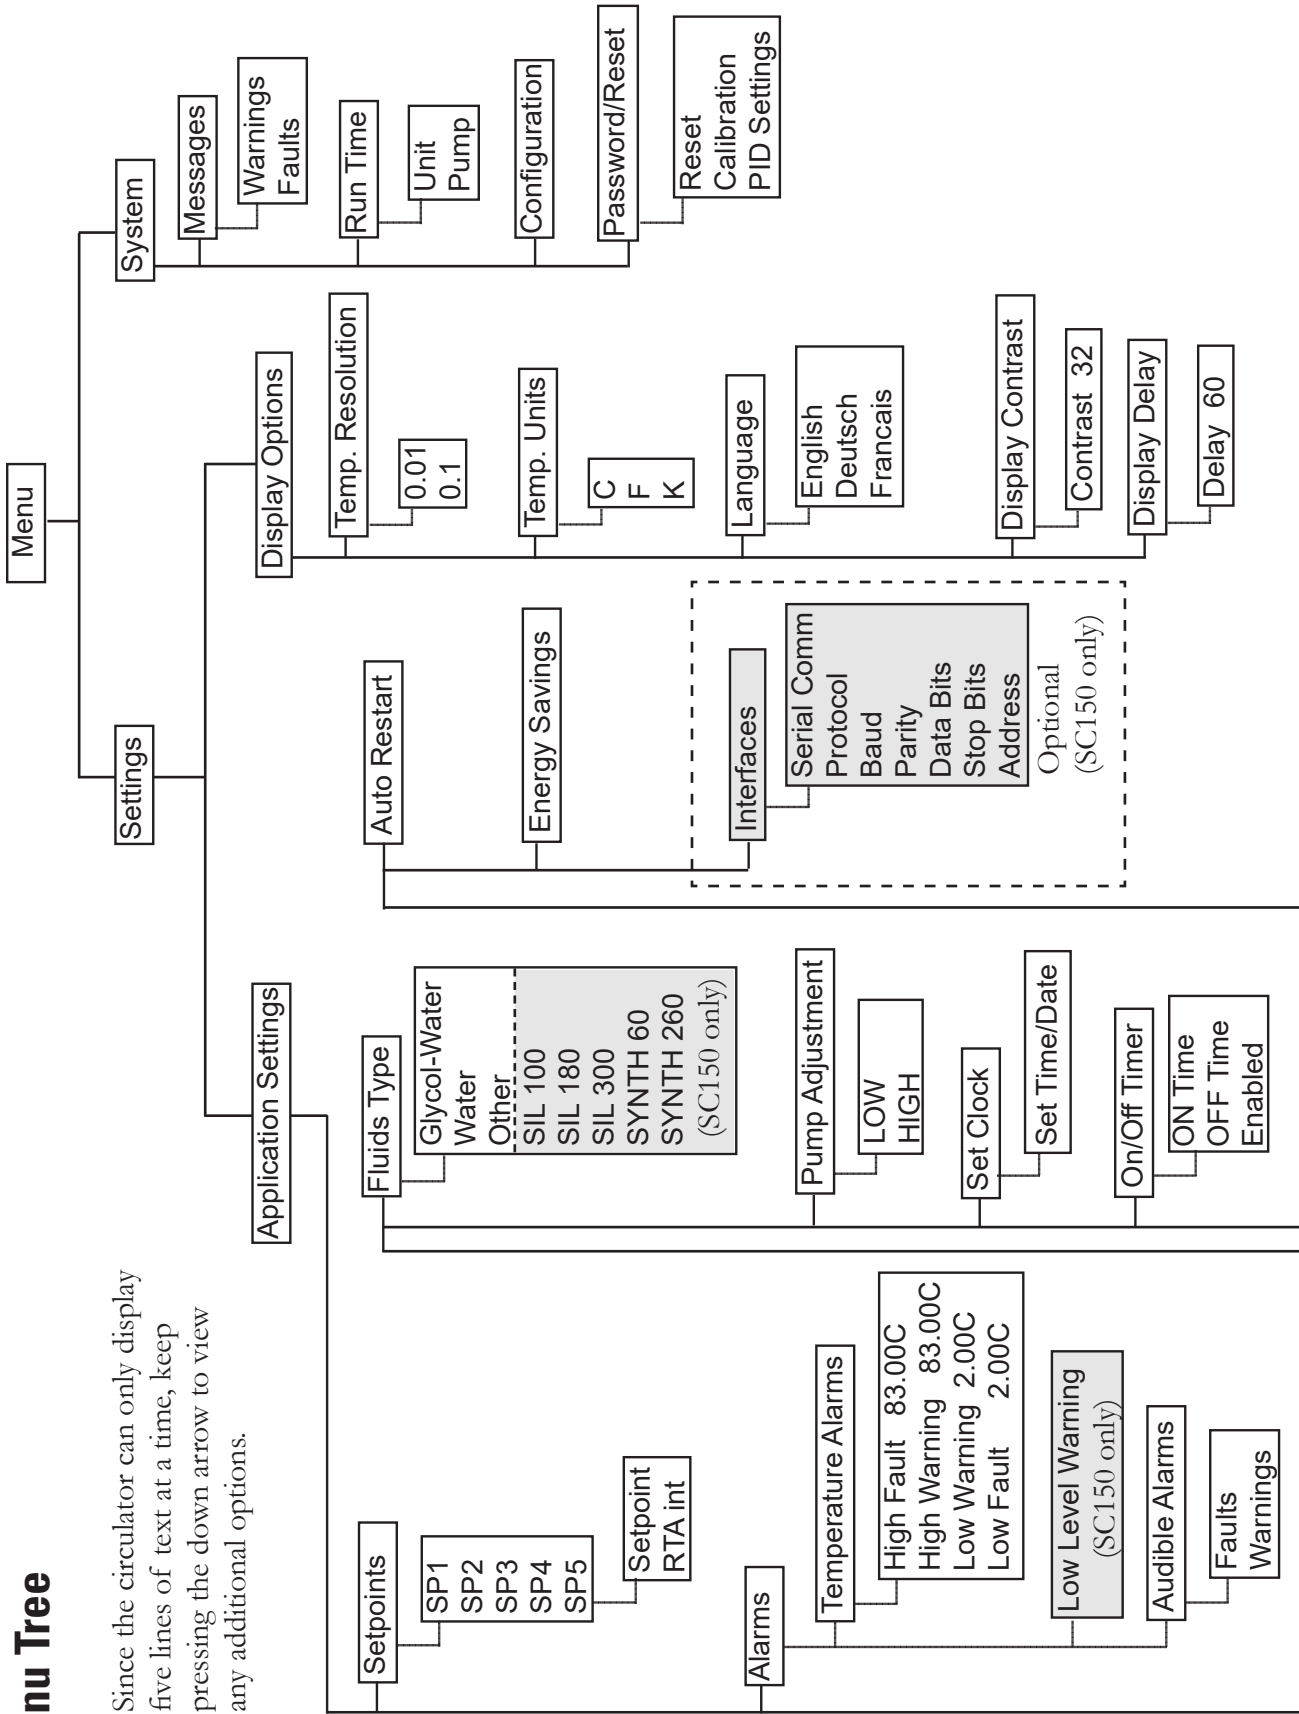 nu Tree
Since the circulator can only display
five lines of text at a time, keep
pressing the down arrow to view
any additional options.
Menu
Settings
System
Application Settings
Display Options
Setpoints
SP1
SP2
SP3
SP4
SP5
Setpoint
RTA int
Alarms
Temperature Alarms
High Fault 83.00C
High Warning 83.00C
Low Warning 2.00C
Low Fault 2.00C
Low Level Warning
(SC150 only)
Audible Alarms
Faults
Warnings
Fluids Type
Glycol-Water
Water
Other
SIL 100
SIL 180
SIL 300
SYNTH 60
SYNTH 260
(SC150 only)
Pump Adjustment
LOW
HIGH
Set Clock
Set Time/Date
On/Off Timer
ON Time
OFF Time
Enabled
Auto Restart
Energy Savings
Interfaces
Serial Comm
Protocol
Baud
Parity
Data Bits
Stop Bits
Address
Optional
(SC150 only)
Temp. Resolution
0.01
0.1
Temp. Units
C
F
K
Language
English
Deutsch
Francais
Display Contrast
Contrast 32
Display Delay
Delay 60
Messages
Warnings
Faults
Run Time
Unit
Pump
Configuration
Password/Reset
Reset
Calibration
PID Settings